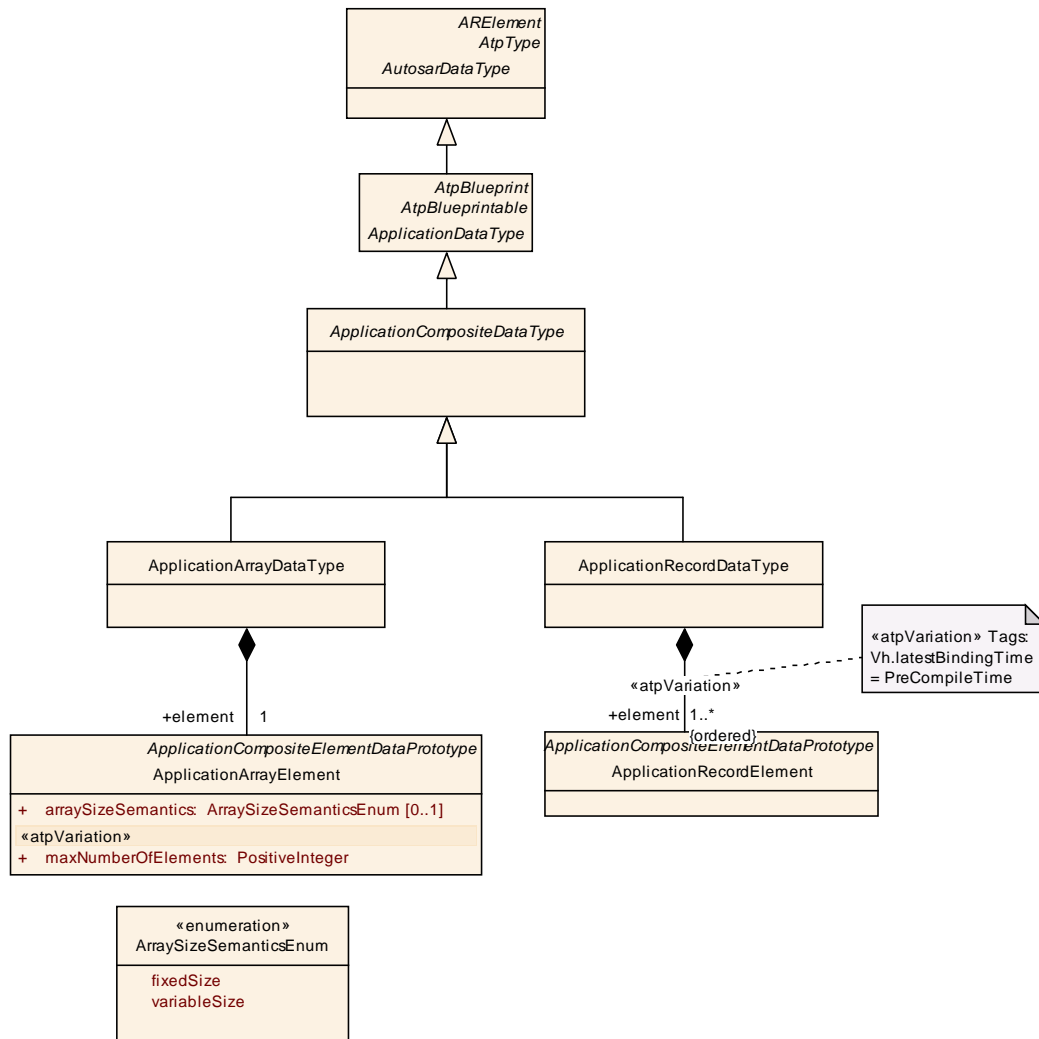 ARElement
AtpType
AutosarDataType
AtpBlueprint
AtpBlueprintable
ApplicationDataType
ApplicationCompositeDataType
ApplicationArrayDataType
ApplicationRecordDataType
«atpVariation» Tags:
Vh.latestBindingTime
= PreCompileTime
«atpVariation»
+element 1
+element 1..*
{ordered}
ApplicationCompositeElementDataPrototype
ApplicationArrayElement
+ arraySizeSemantics: ArraySizeSemanticsEnum [0..1]
«atpVariation»
+ maxNumberOfElements: PositiveInteger
ApplicationCompositeElementDataPrototype
ApplicationRecordElement
«enumeration»
ArraySizeSemanticsEnum
fixedSize
variableSize